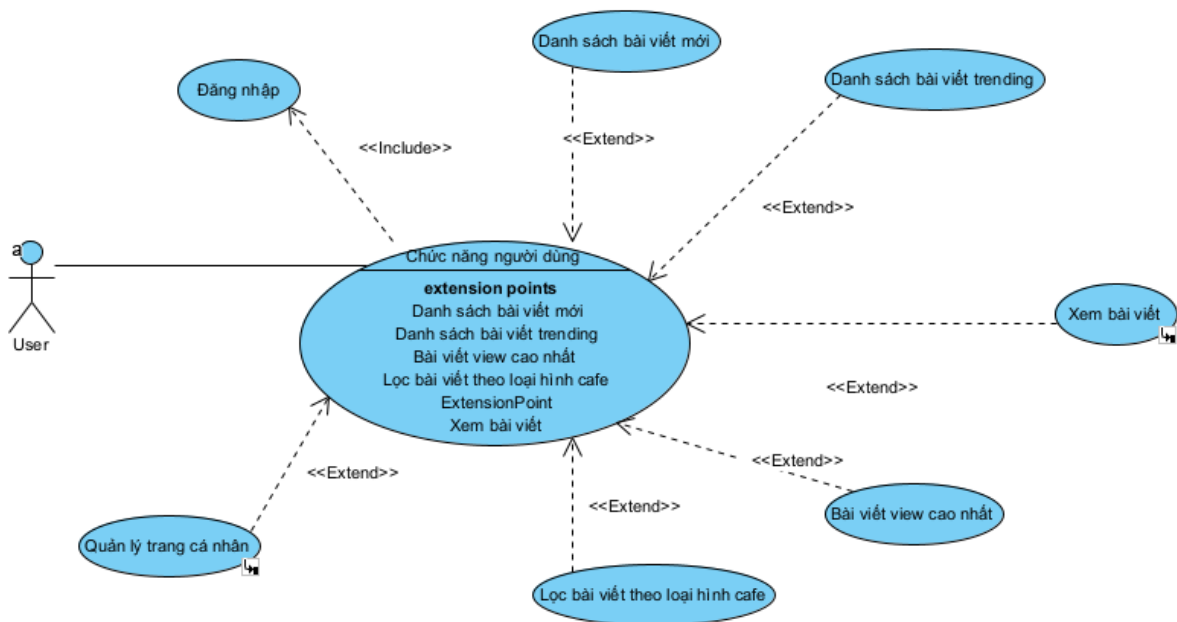 Danh sách bài viết mới
Danh sách bài viết trending
Đăng nhập
<<Extend>>
<<Include>>
<<Extend>>
a
User
Chức năng người dùng
extension points
Danh sách bài viết mới
Danh sách bài viết trending
Bài viết view cao nhất
Lọc bài viết theo loại hình cafe
ExtensionPoint
Xem bài viết
Xem bài viết
<<Extend>>
<<Extend>>
<<Extend>>
<<Extend>>
Bài viết view cao nhất
Quản lý trang cá nhân
Lọc bài viết theo loại hình cafe